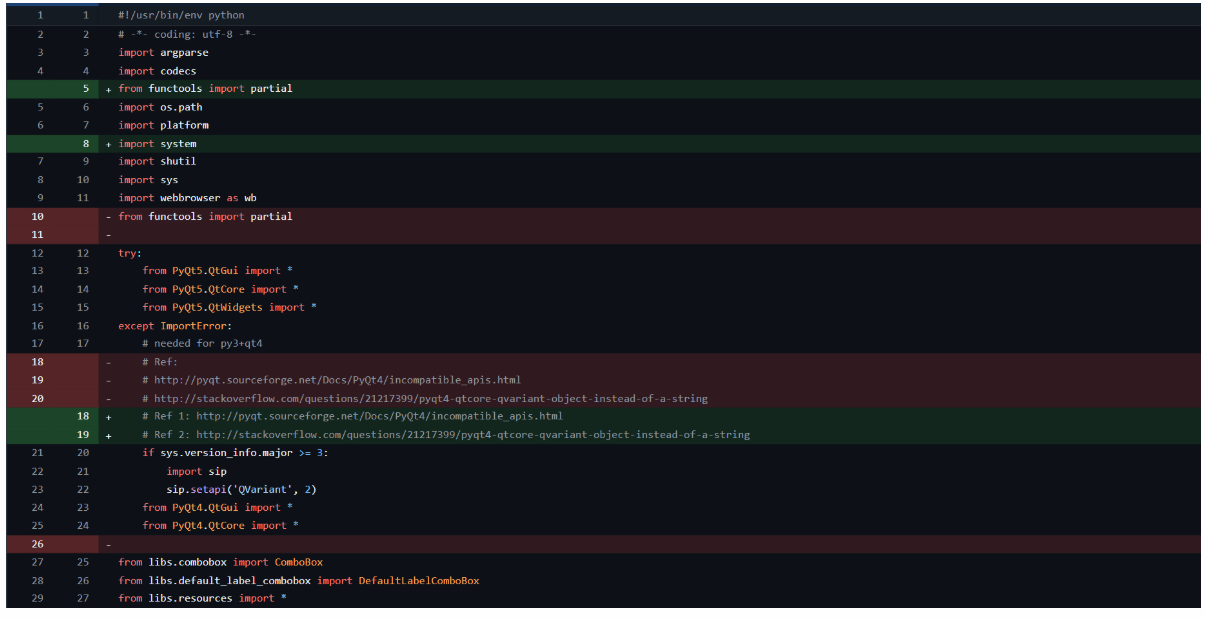 1 1 #!/usr/bin/env python
2 2 # -*- coding: utf-8 -*-
3 3 import argparse
4 4 import codecs
5 + from functools import partial
5 6 import os.path
6 7 import platform
8 + import system
7 9 import shutil
8 10 import sys
9 11 import webbrowser as wb
10 - from functools import partial
11 -
12 12 try:
13 13 from PyQt5.QtGui import *
14 14 from PyQt5.QtCore import *
15 15 from PyQt5.QtWidgets import *
16 16 except ImportError:
17 17 # needed for py3+qt4
18 - # Ref:
19 - # http://pyqt.sourceforge.net/Docs/PyQt4/incompatible_apis.html
20 - # http://stackoverflow.com/questions/21217399/pyqt4-qtcore-qvariant-object-instead-of-a-string
18 + # Ref 1: http://pyqt.sourceforge.net/Docs/PyQt4/incompatible_apis.html
19 + # Ref 2: http://stackoverflow.com/questions/21217399/pyqt4-qtcore-qvariant-object-instead-of-a-string
21 20 if sys.version_info.major >= 3:
22 21 import sip
23 22 sip.setapi('QVariant', 2)
24 23 from PyQt4.QtGui import *
25 24 from PyQt4.QtCore import *
26 -
27 25 from libs.combobox import ComboBox
28 26 from libs.default_label_combobox import DefaultLabelComboBox
29 27 from libs.resources import *